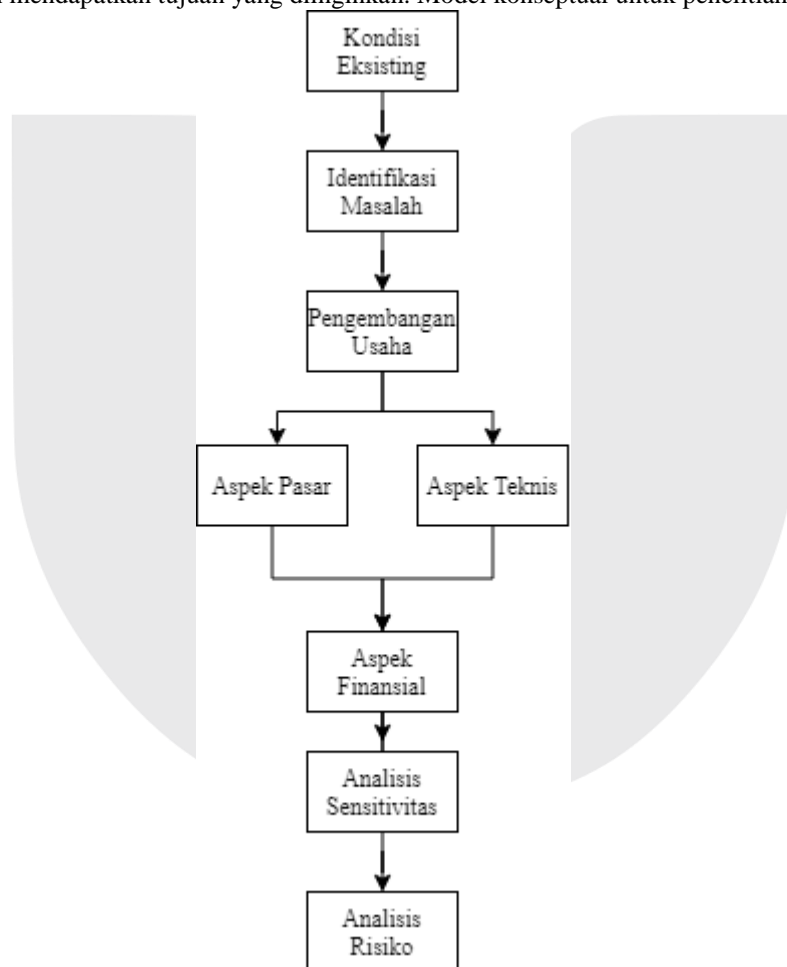 mendapatkan tujuan yang diinginkan. Model konseptual untuk penelitian
Kondisi
Eksisting
Identifikasi
Masalah
Pengembangan
Usaha
Aspek Pasar
Aspek Teknis
Aspek
Finansial
Analisis
Sensitivitas
Analisis
Risiko